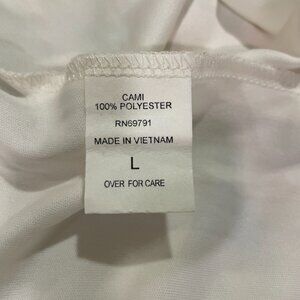 CAMI
100% POLYESTER
RN69791
MADE IN VIETNAM
L
OVER FOR CARE